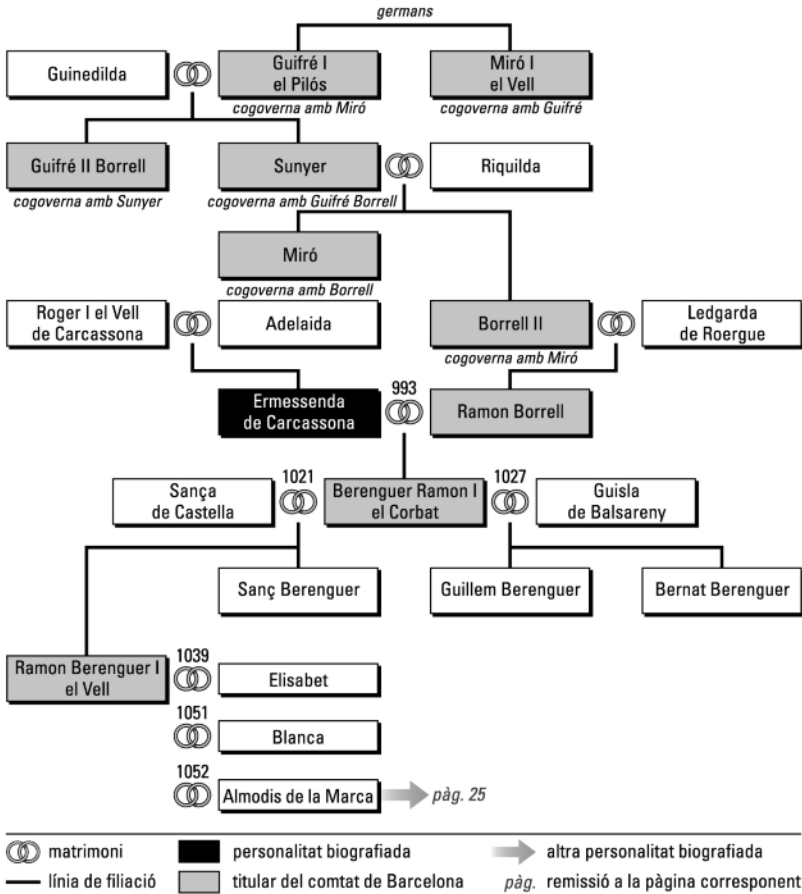 germans
Guinedilda
Guifré I
el Pilós
Miró I
el Vell
cogoverna amb Miró
cogoverna amb Guifré
Guifré II Borrell
Sunyer
Riquilda
cogoverna amb Sunyer
cogoverna amb Guifré Borrell
Miró
cogoverna amb Borrell
Roger I el Vell
de Carcassona
Adelaida
Borrell II
Ledgarda
de Roergue
cogoverna amb Miró
Ermessenda
de Carcassona
993
Ramon Borrell
Sança
de Castella
1021
Berenguer Ramon I
el Corbat
1027
Guisla
de Balsareny
Sanç Berenguer
Guillem Berenguer
Bernat Berenguer
Ramon Berenguer I
el Vell
1039
Elisabet
1051
Blanca
1052
Almodis de la Marca
pàg. 25
matrimoni
personalitat biografiada
altra personalitat biografiada
línia de filiació
titular del comtat de Barcelona
pàg. remissió a la pàgina corresponent